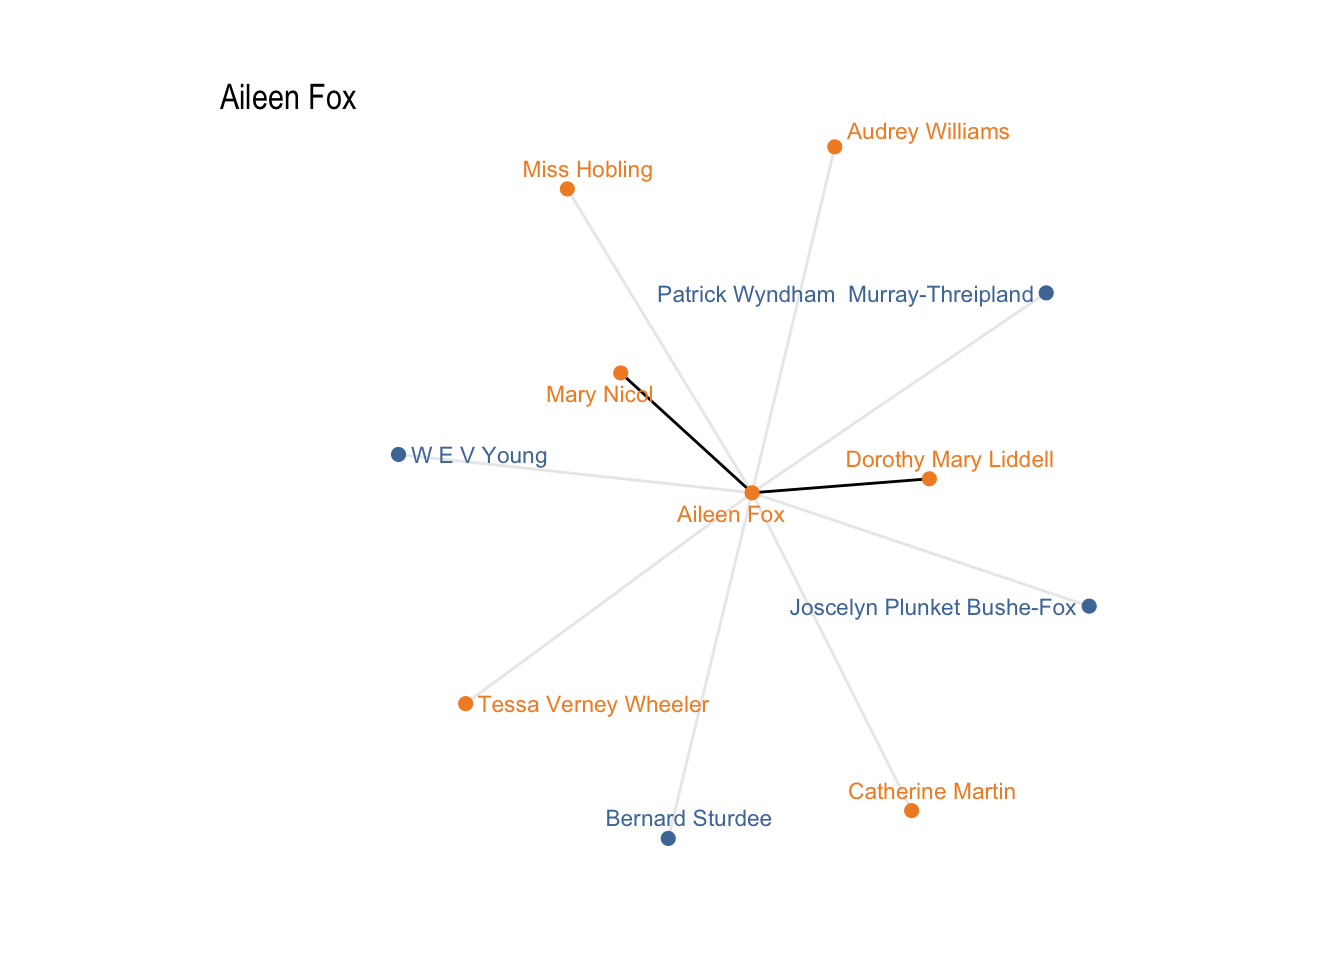 Aileen Fox
Audrey Williams
Miss Hobling
Patrick Wyndham  Murray-Threipland
Mary Nicol
W E V Young
Dorothy Mary Liddell
Aileen Fox
Joscelyn Plunket Bushe-Fox
Tessa Verney Wheeler
Catherine Martin
Bernard Sturdee